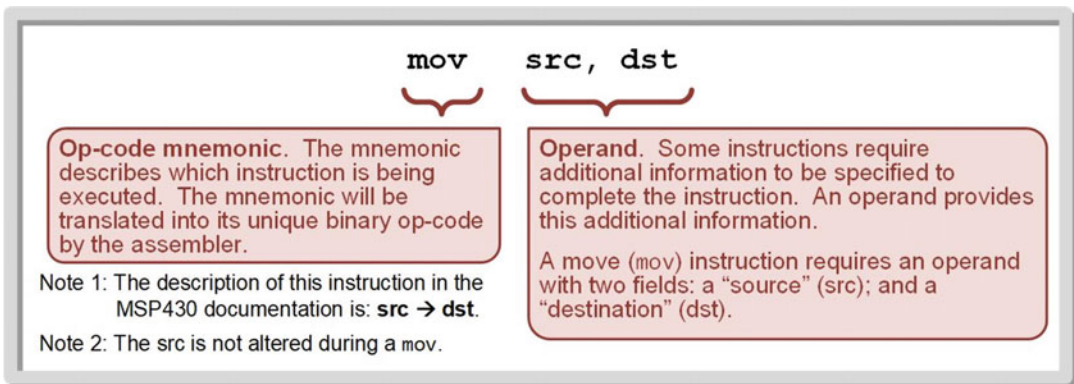 mov src, dst
Op-code mnemonic. The mnemonic
describes which instruction is being
executed. The mnemonic will be
translated into its unique binary op-code
by the assembler.
Note 1: The description of this instruction in the
MSP430 documentation is: src → dst.
Note 2: The src is not altered during a mov.
Operand. Some instructions require
additional information to be specified to
complete the instruction. An operand provides
this additional information.
A move (mov) instruction requires an operand
with two fields: a “source” (src); and a
“destination” (dst).